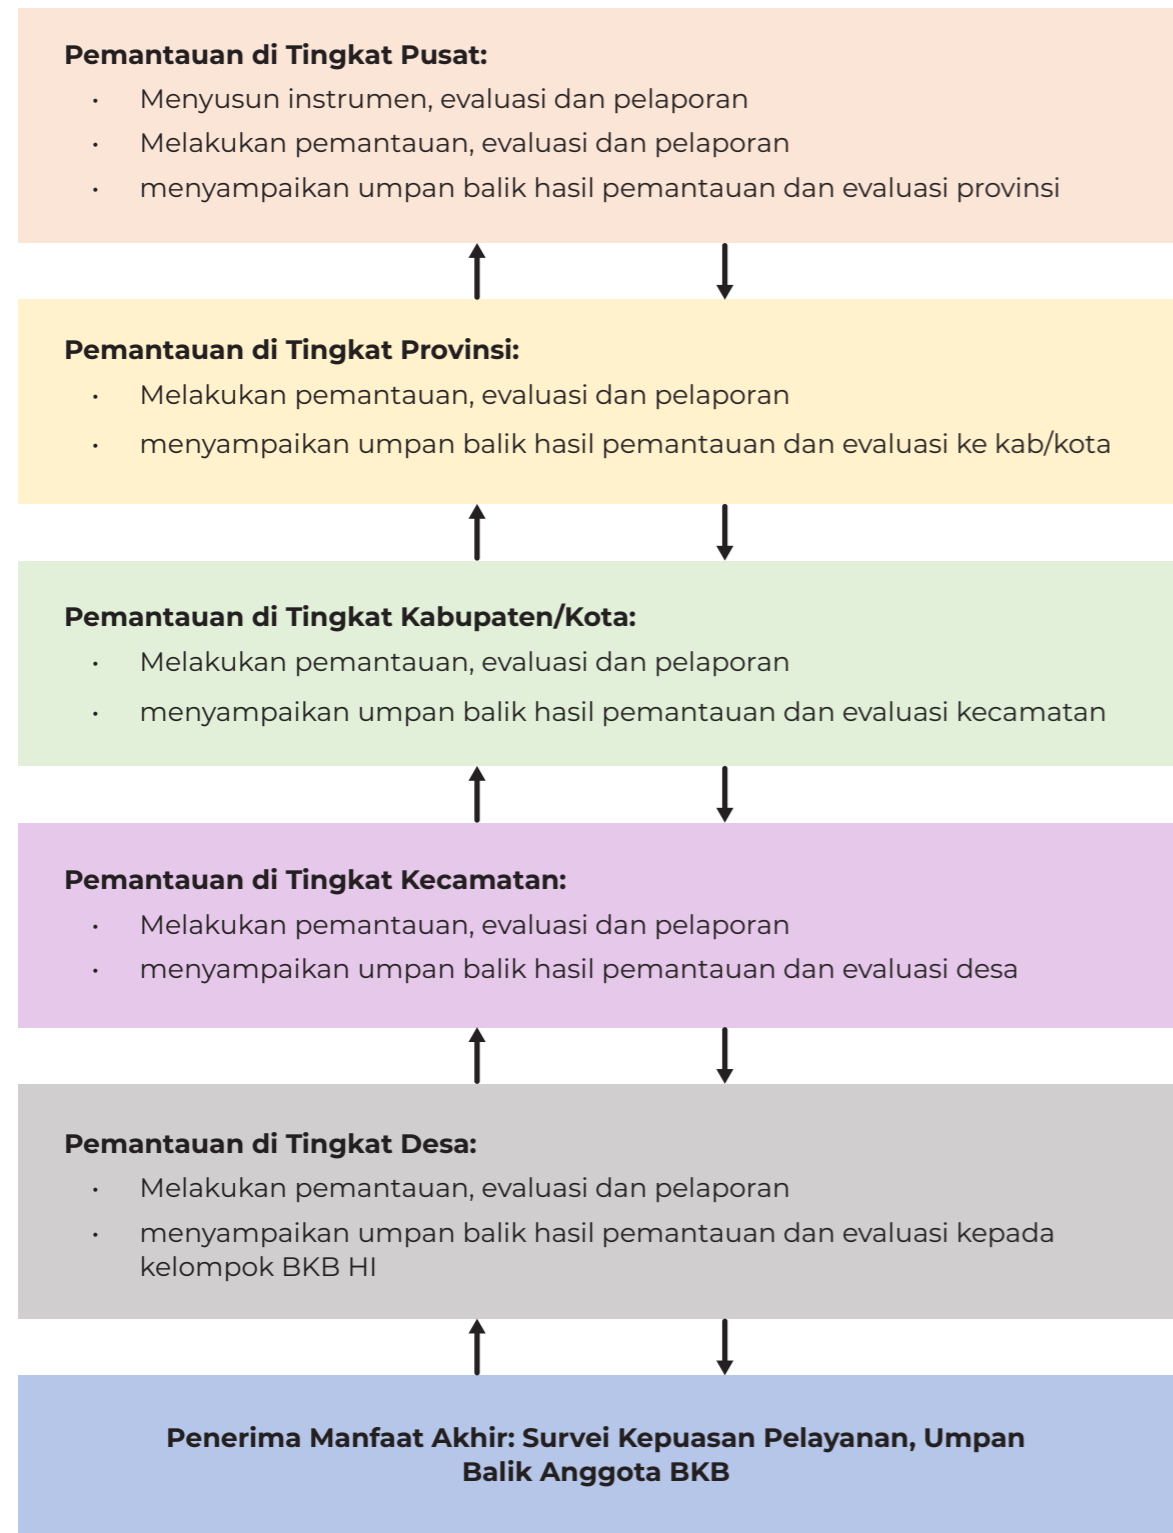 Pemantauan di Tingkat Pusat:
• Menyusun instrumen, evaluasi dan pelaporan
• Melakukan pemantauan, evaluasi dan pelaporan
• menyampaikan umpan balik hasil pemantauan dan evaluasi provinsi
Pemantauan di Tingkat Provinsi:
• Melakukan pemantauan, evaluasi dan pelaporan
• menyampaikan umpan balik hasil pemantauan dan evaluasi ke kab/kota
Pemantauan di Tingkat Kabupaten/Kota:
• Melakukan pemantauan, evaluasi dan pelaporan
• menyampaikan umpan balik hasil pemantauan dan evaluasi kecamatan
Pemantauan di Tingkat Kecamatan:
• Melakukan pemantauan, evaluasi dan pelaporan
• menyampaikan umpan balik hasil pemantauan dan evaluasi desa
Pemantauan di Tingkat Desa:
• Melakukan pemantauan, evaluasi dan pelaporan
• menyampaikan umpan balik hasil pemantauan dan evaluasi kepada
kelompok BKB HI
Penerima Manfaat Akhir: Survei Kepuasan Pelayanan, Umpan
Balik Anggota BKB